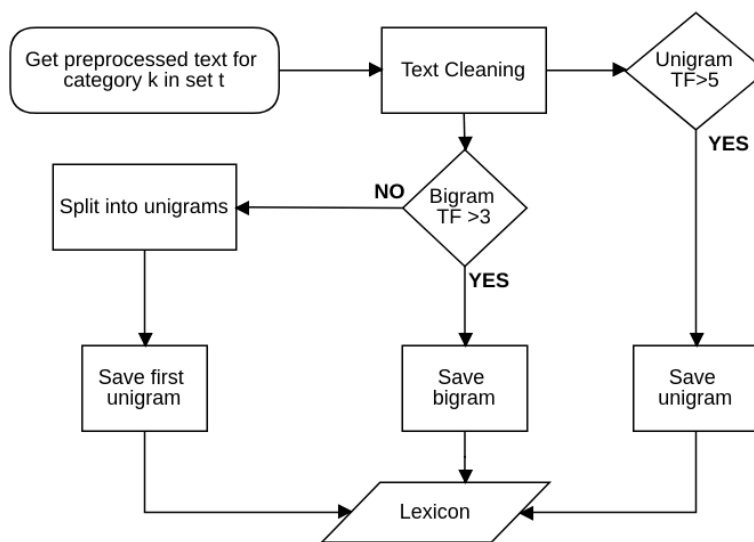 Get preprocessed text for
category k in set t
Text Cleaning
Unigram
TF>5
YES
Bigram
TF >3
NO
YES
Split into unigrams
Save first
unigram
Save
bigram
Save
unigram
Lexicon